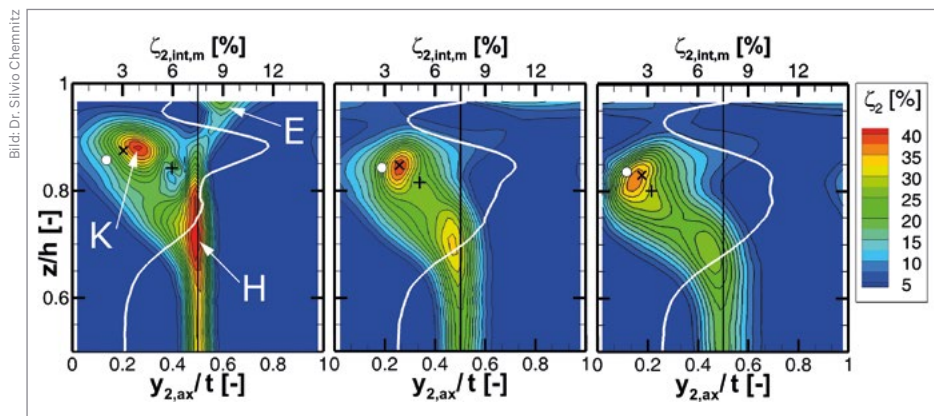 Bild: Dr. Silvio Chemnitz
ζ2,int,m [%]
3 6 9 12
ζ2,int,m [%]
3 6 9 12
ζ2,int,m [%]
3 6 9 12
1
0.8
0.6
z/h [-]
E
K
H
0 0.2 0.4 0.6 0.8 1
y2,ax/t [-]
0 0.2 0.4 0.6 0.8 1
y2,ax/t [-]
0 0.2 0.4 0.6 0.8 1
y2,ax/t [-]
ζ2 [%]
40
35
30
25
20
15
10
5